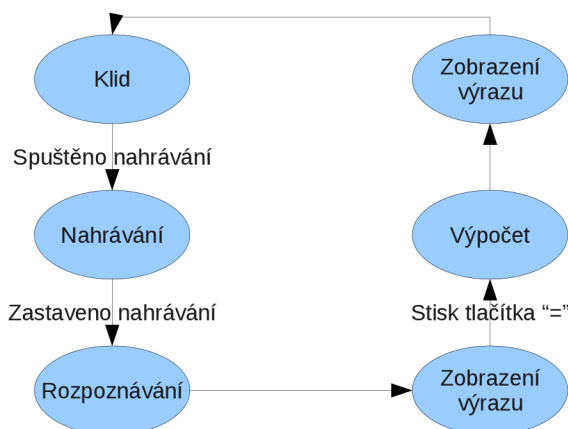 Klid
Zobrazení
výrazu
Spuštěno nahrávání
Nahrávání
Výpočet
Zastaveno nahrávání
Stisk tlačítka “=”
Rozpoznávání
Zobrazení
výrazu